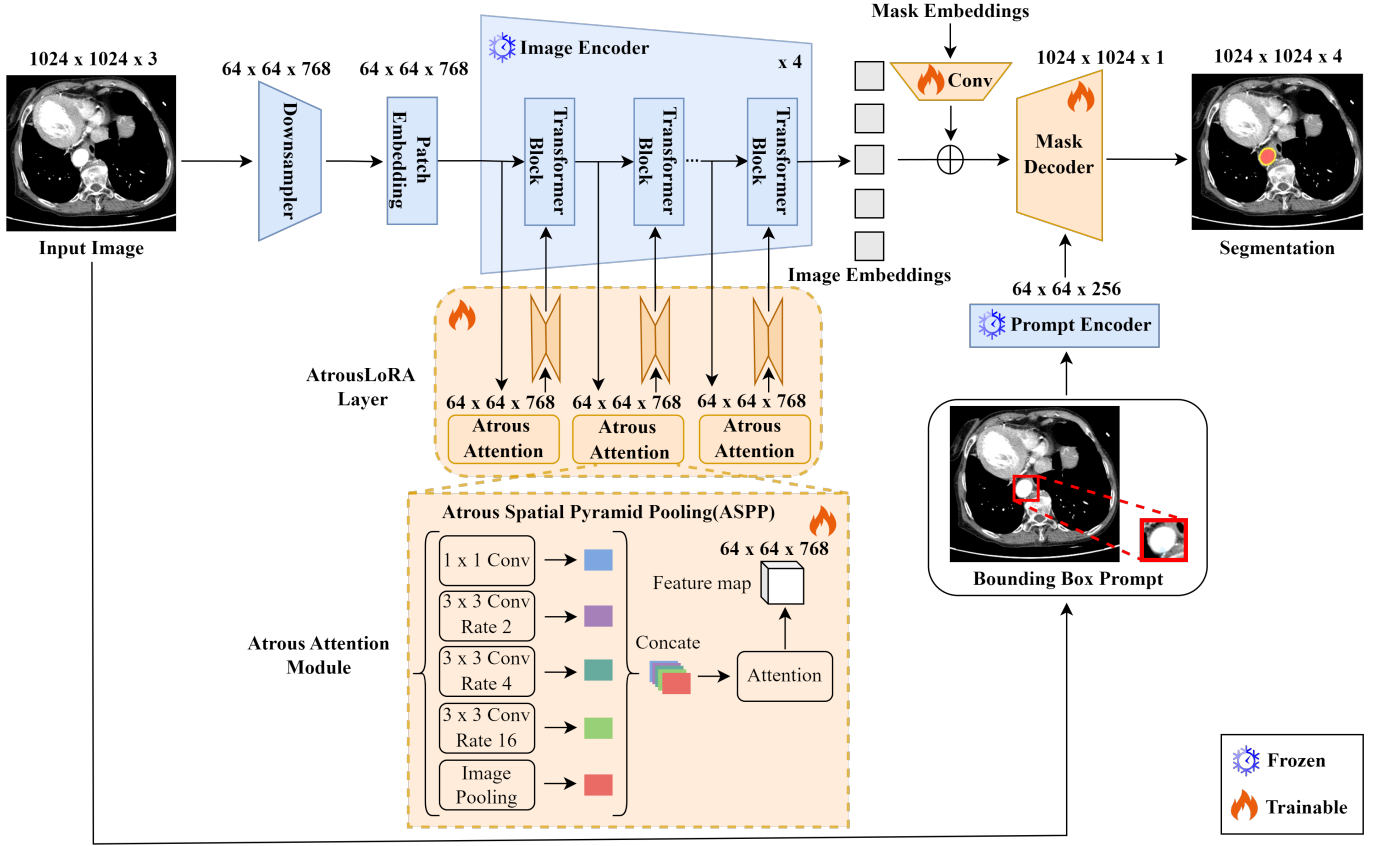 1024 x 1024 x 3
Input Image
64 x 64 x 768
Downsampler
64 x 64 x 768
Patch
Embedding
Image Encoder
x 4
Transformer
Block
Transformer
Block
...
Transformer
Block
Image Embeddings
Mask Embeddings
Conv
1024 x 1024 x 1
Mask
Decoder
1024 x 1024 x 4
Segmentation
64 x 64 x 256
Prompt Encoder
Bounding Box Prompt
AtrousLoRA
Layer
64 x 64 x 768
64 x 64 x 768
64 x 64 x 768
Atrous
Attention
Atrous
Attention
Atrous
Attention
Atrous Attention
Module
Atrous Spatial Pyramid Pooling(ASPP)
1 x 1 Conv
3 x 3 Conv
Rate 2
3 x 3 Conv
Rate 4
3 x 3 Conv
Rate 16
Image
Pooling
Concate
Attention
Feature map
64 x 64 x 768
Frozen
Trainable